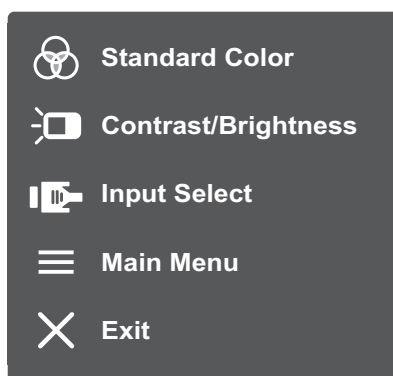 Standard Color
Contrast/Brightness
Input Select
Main Menu
Exit